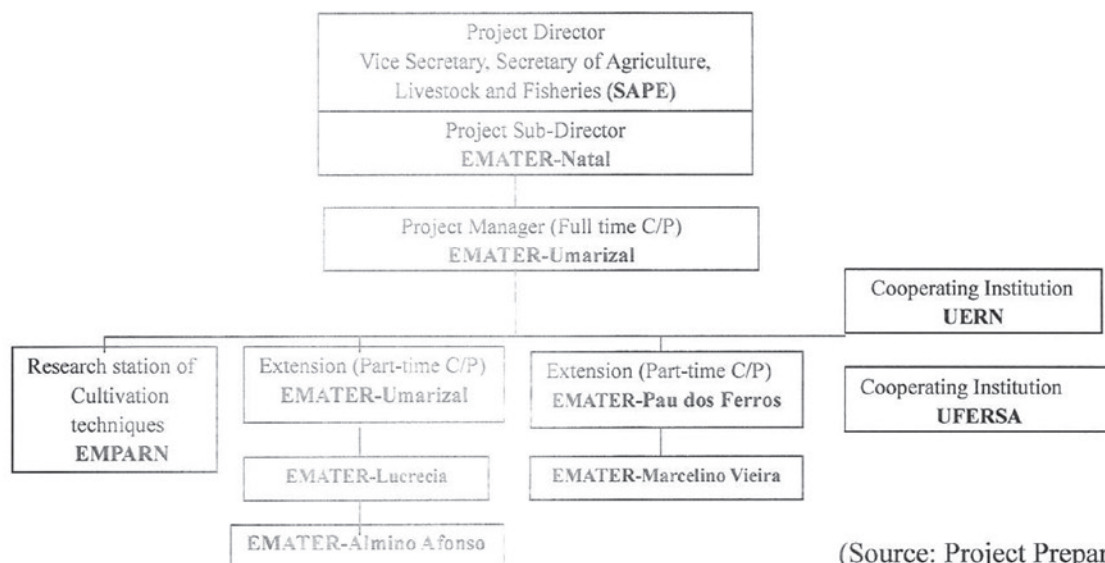 Project Director
Vice Secretary, Secretary of Agriculture,
Livestock and Fisheries (SAPE)
Project Sub-Director
EMATER-Natal
Project Manager (Full time C/P)
EMATER-Umarizal
Cooperating Institution
UERN
Research station of
Cultivation
techniques
EMPARN
Extension (Part-time C/P)
EMATER-Umarizal
Extension (Part-time C/P)
EMATER-Pau dos Ferros
Cooperating Institution
UFERSA
EMATER-Lucrecia
EMATER-Marcelino Vieira
EMATER-Almino Afonso
(Source: Project Prepar